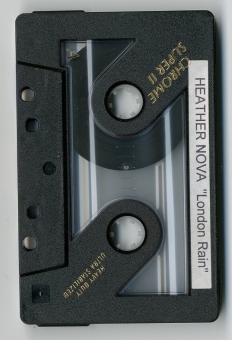 HEATHER NOVA "London Rain"
CHROME
SUPER II
HEAVY DUTY
ULTRA STABILIZED